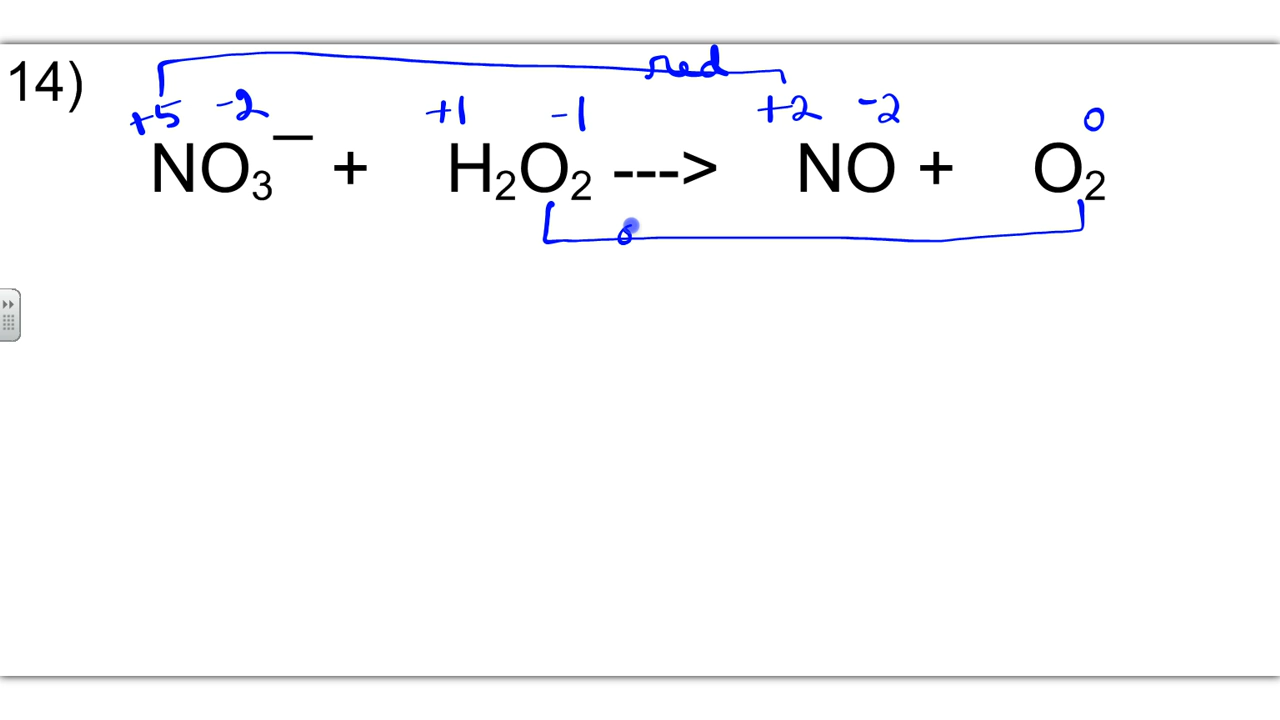 14)
red
+5 -2 +1 -1 +2 -2 0
NO₃⁻ + H₂O₂ ---> NO + O₂
o